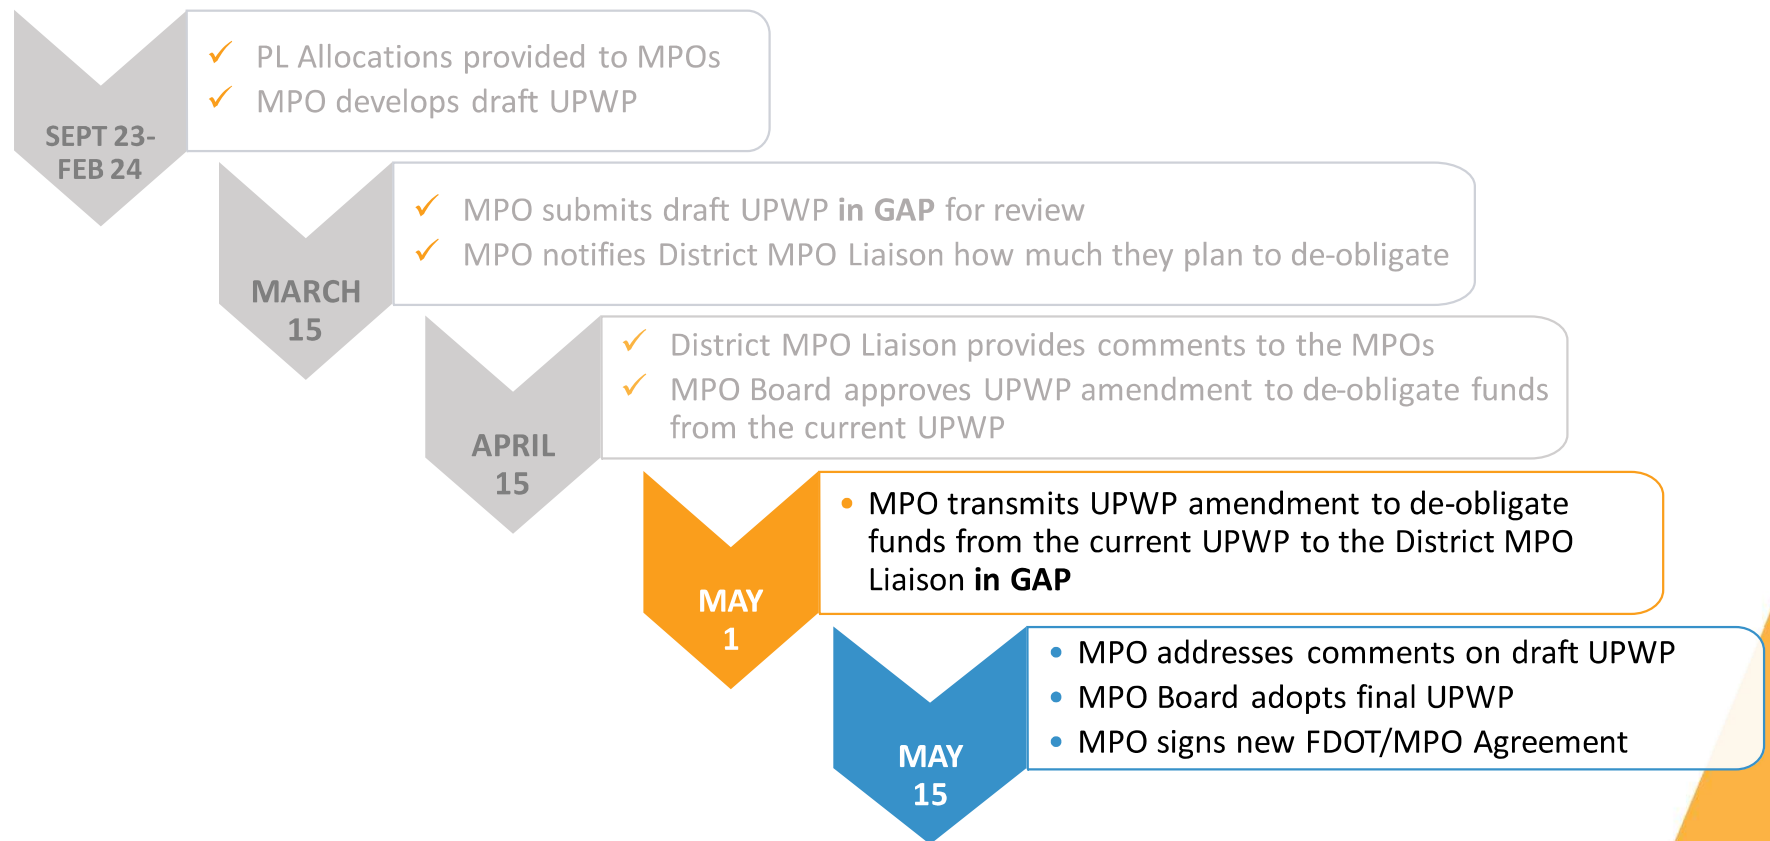 SEPT 23-
FEB 24
✓ PL Allocations provided to MPOs
✓ MPO develops draft UPWP
MARCH
15
✓ MPO submits draft UPWP in GAP for review
✓ MPO notifies District MPO Liaison how much they plan to de-obligate
APRIL
15
✓ District MPO Liaison provides comments to the MPOs
✓ MPO Board approves UPWP amendment to de-obligate funds
from the current UPWP
MAY
1
• MPO transmits UPWP amendment to de-obligate
funds from the current UPWP to the District MPO
Liaison in GAP
MAY
15
• MPO addresses comments on draft UPWP
• MPO Board adopts final UPWP
• MPO signs new FDOT/MPO Agreement